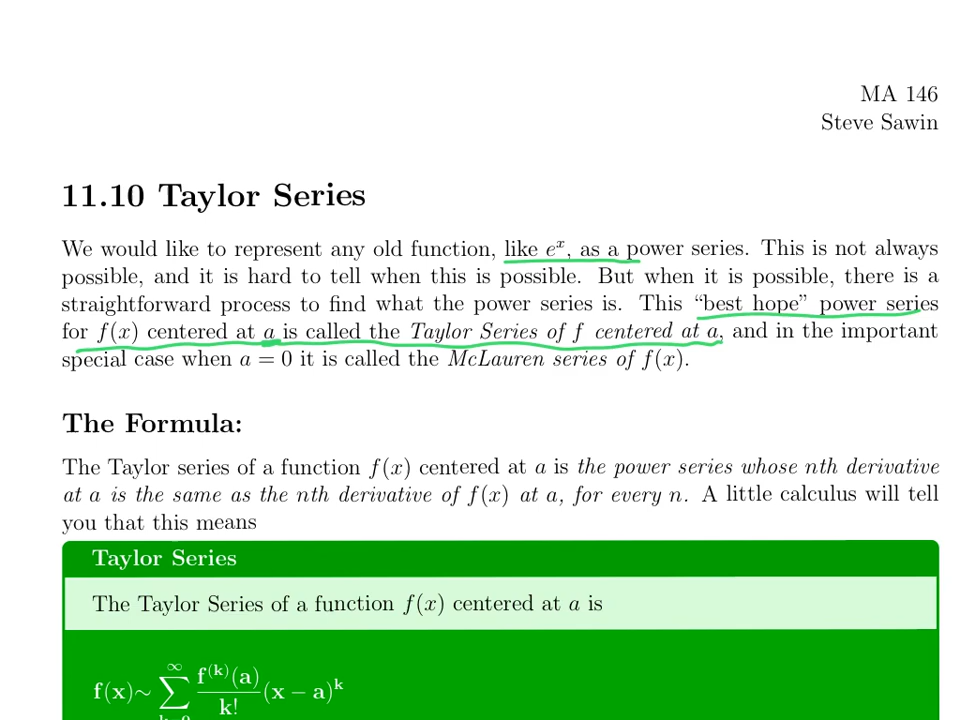 MA 146
Steve Sawin
11.10 Taylor Series
We would like to represent any old function, like eˣ, as a power series. This is not always
possible, and it is hard to tell when this is possible. But when it is possible, there is a
straightforward process to find what the power series is. This “best hope” power series
for f(x) centered at a is called the Taylor Series of f centered at a, and in the important
special case when a = 0 it is called the McLauren series of f(x).
The Formula:
The Taylor series of a function f(x) centered at a is the power series whose nth derivative
at a is the same as the nth derivative of f(x) at a, for every n. A little calculus will tell
you that this means
Taylor Series
The Taylor Series of a function f(x) centered at a is
f(x)~ ∑_{k=0}^{∞} f^{(k)}(a)/k! (x − a)^k